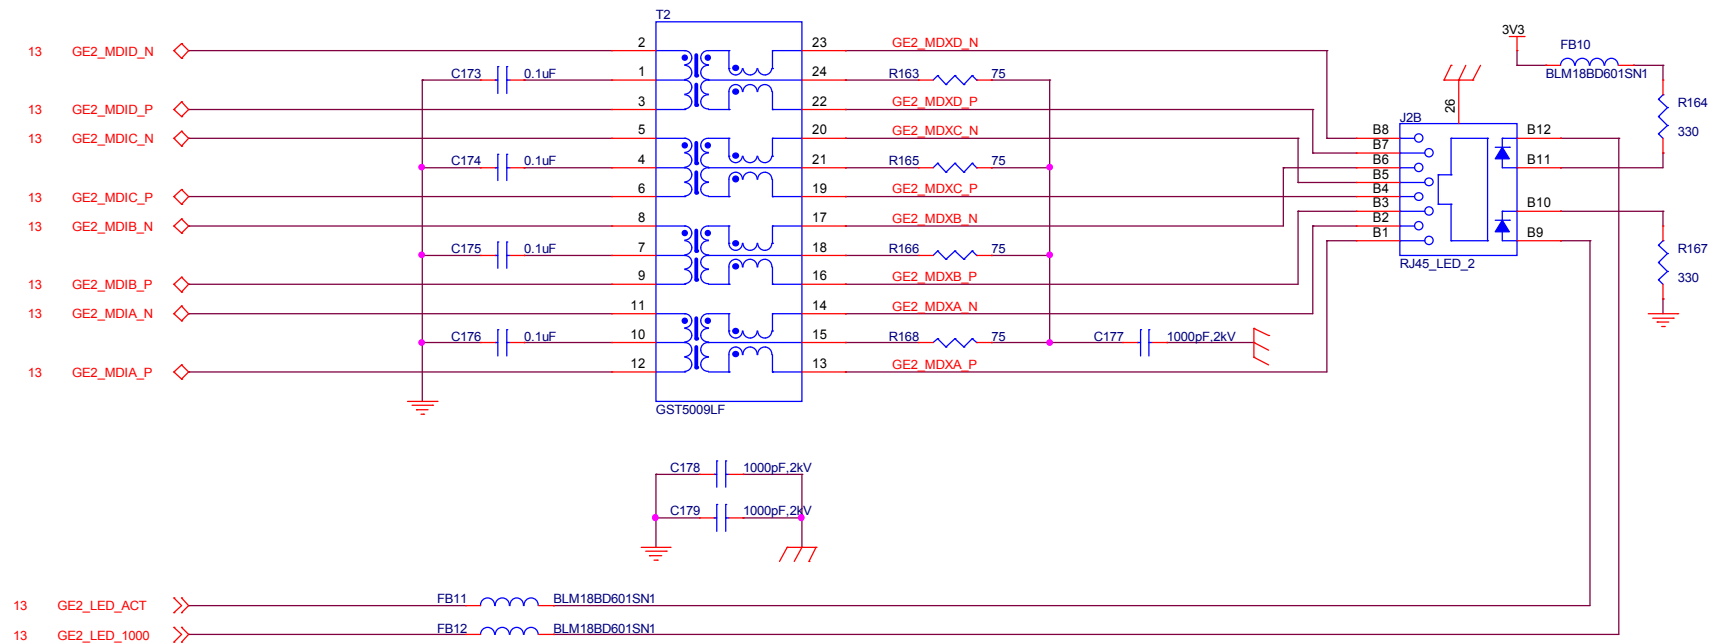 T2
13 GE2_MDID_N 2 23 GE2_MDXD_N
3V3
FB10
BLM18BD601SN1
C173 0.1uF 1 24 R163 75
13 GE2_MDID_P 3 22 GE2_MDXD_P
26
R164
330
J2B
13 GE2_MDIC_N 5 20 GE2_MDXC_N
B8 B12
B7
C174 0.1uF 4 21 R165 75
B6 B11
B5
13 GE2_MDIC_P 6 19 GE2_MDXC_P
B4
B3 B10
13 GE2_MDIB_N 8 17 GE2_MDXB_N
B2
B1 B9
C175 0.1uF 7 18 R166 75
R167
330
RJ45_LED_2
13 GE2_MDIB_P 9 16 GE2_MDXB_P
13 GE2_MDIA_N 11 14 GE2_MDXA_N
C176 0.1uF 10 15 R168 75 C177 1000pF,2kV
13 GE2_MDIA_P 12 13 GE2_MDXA_P
GST5009LF
C178 1000pF,2kV
C179 1000pF,2kV
13 GE2_LED_ACT FB11 BLM18BD601SN1
13 GE2_LED_1000 FB12 BLM18BD601SN1